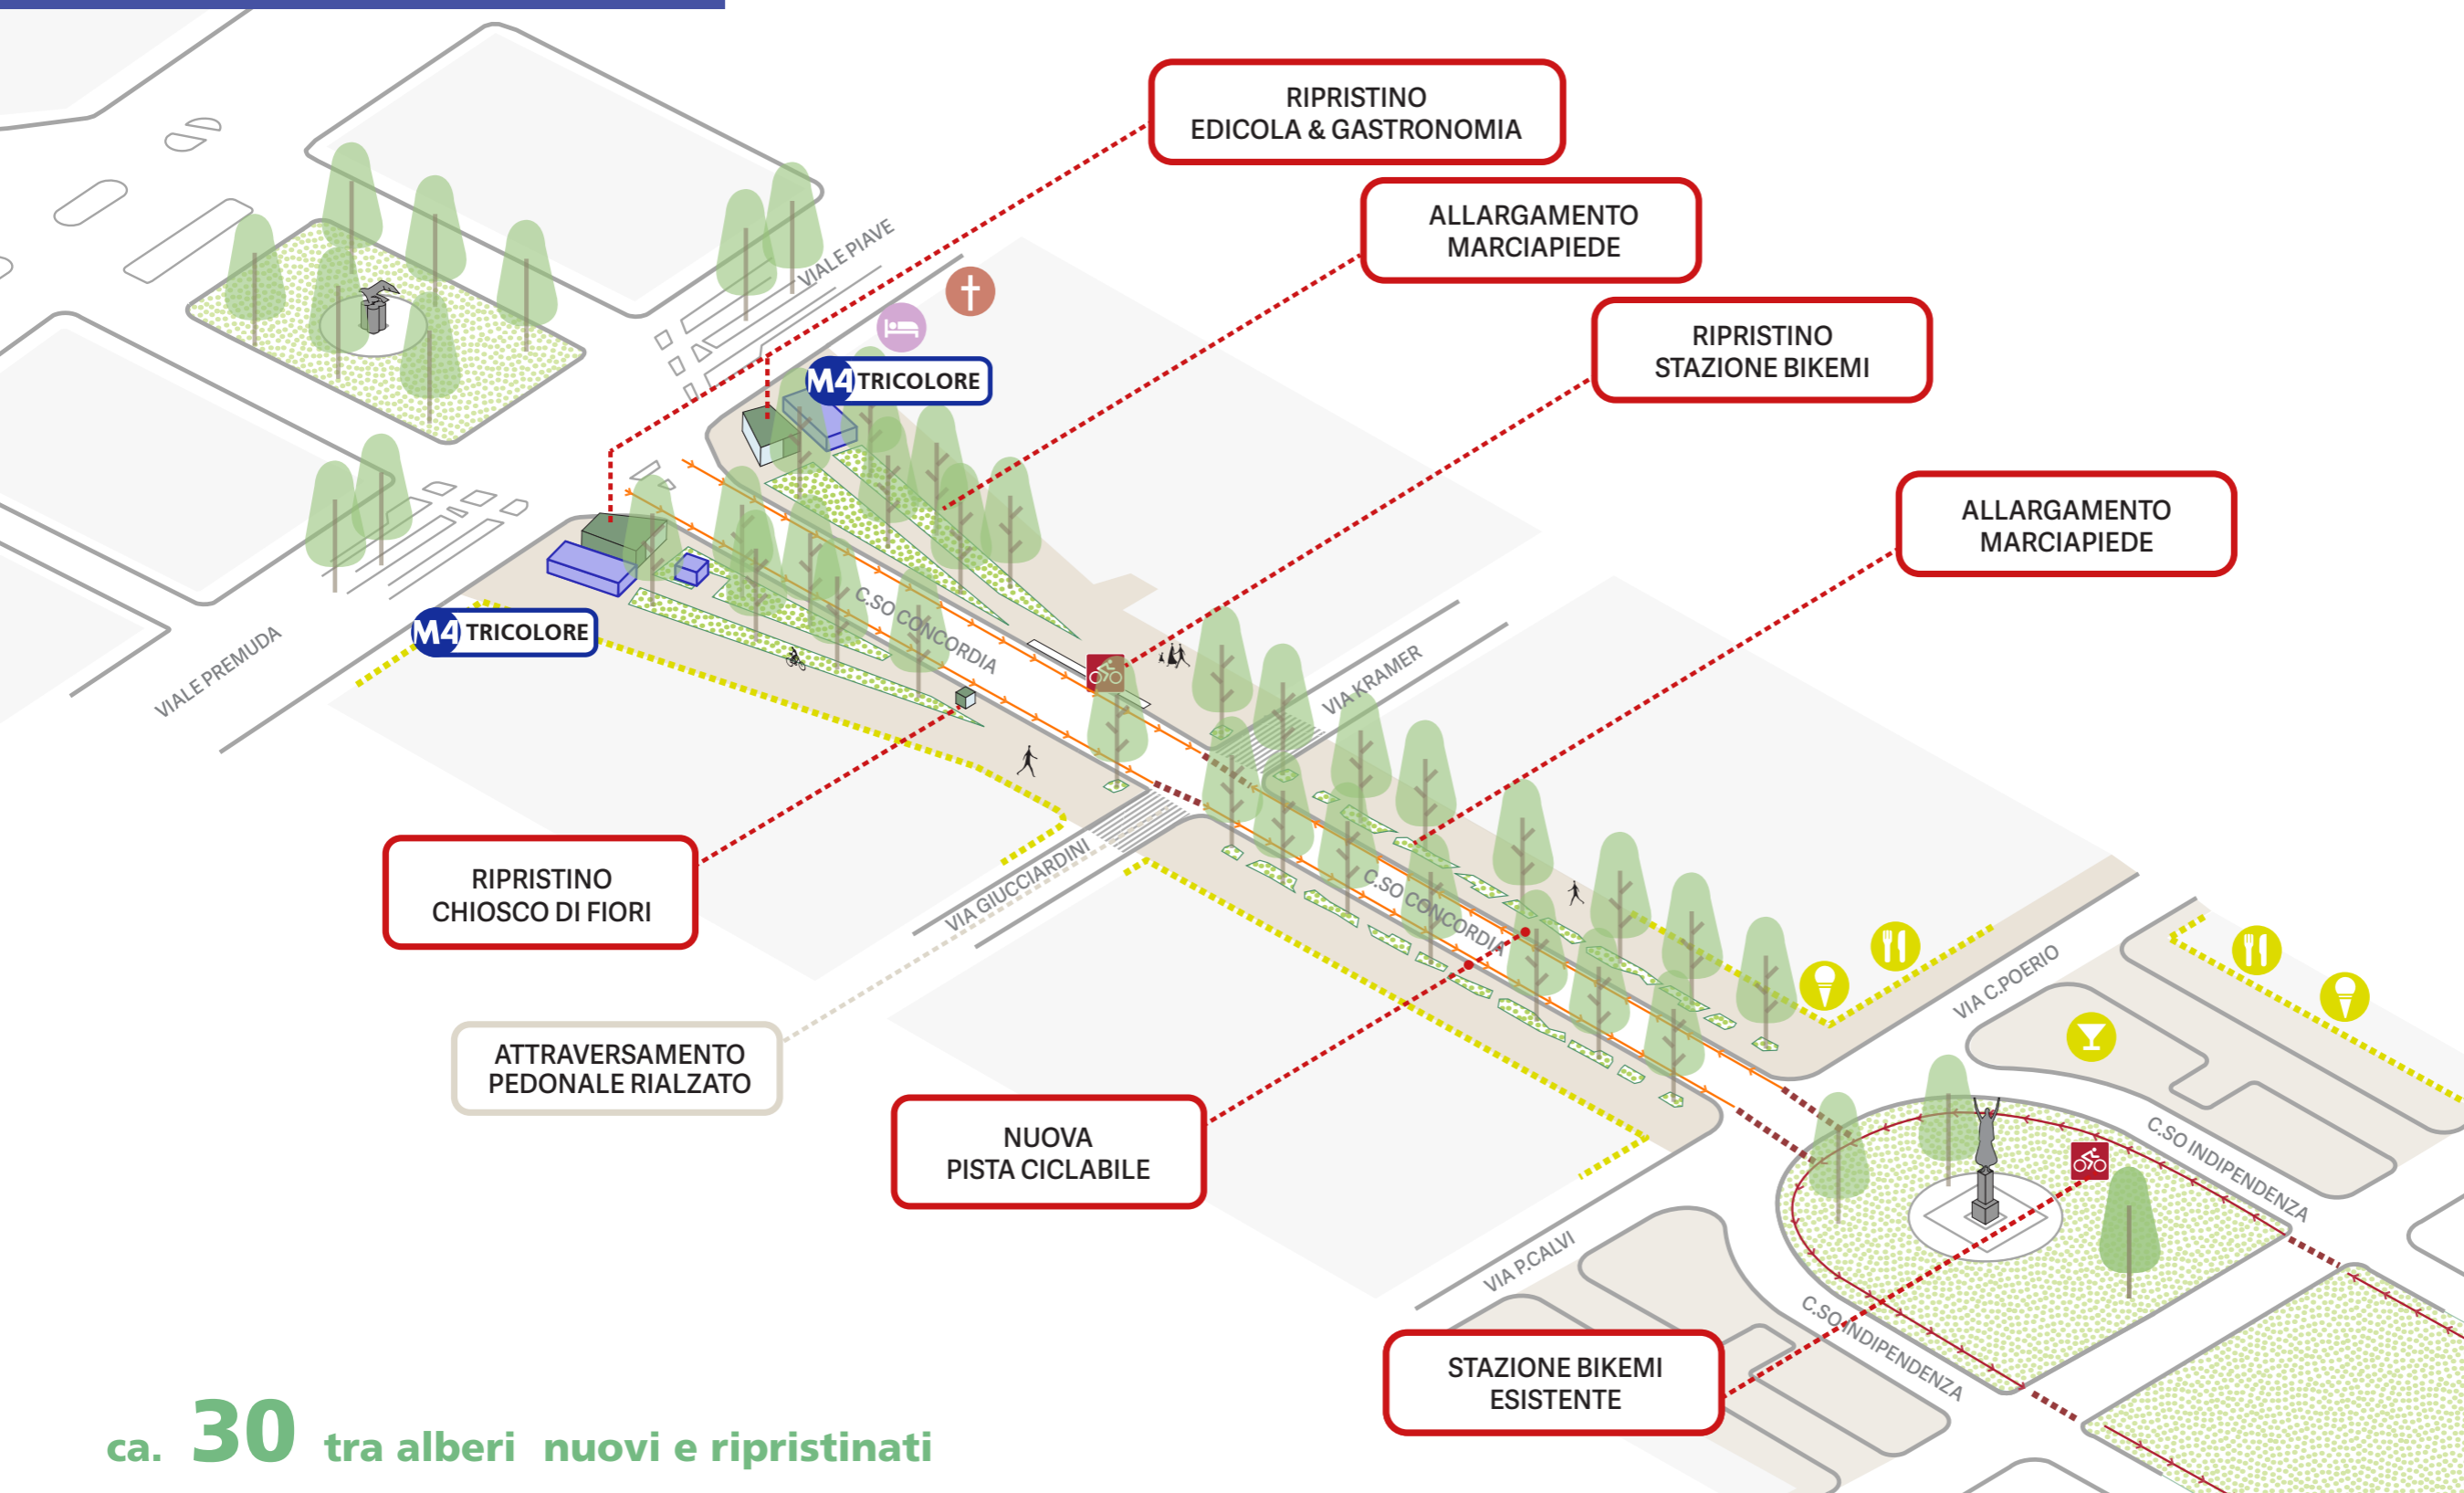 RIPRISTINO
EDICOLA & GASTRONOMIA
ALLARGAMENTO
MARCIAPIEDE
VIALE PIAVE
RIPRISTINO
STAZIONE BIKEMI
M4 TRICOLORE
ALLARGAMENTO
MARCIAPIEDE
C.SO CONCORDIA
M4 TRICOLORE
VIALE PREMUDA
VIA KRAMER
RIPRISTINO
CHIOSCO DI FIORI
VIA GIUCCIARDINI
C.SO CONCORDIA
VIA C.POERIO
ATTRAVERSAMENTO
PEDONALE RIALZATO
NUOVA
PISTA CICLABILE
C.SO INDIPENDENZA
VIA P.CALVI
C.SO INDIPENDENZA
STAZIONE BIKEMI
ESISTENTE
ca. 30 tra alberi nuovi e ripristinati